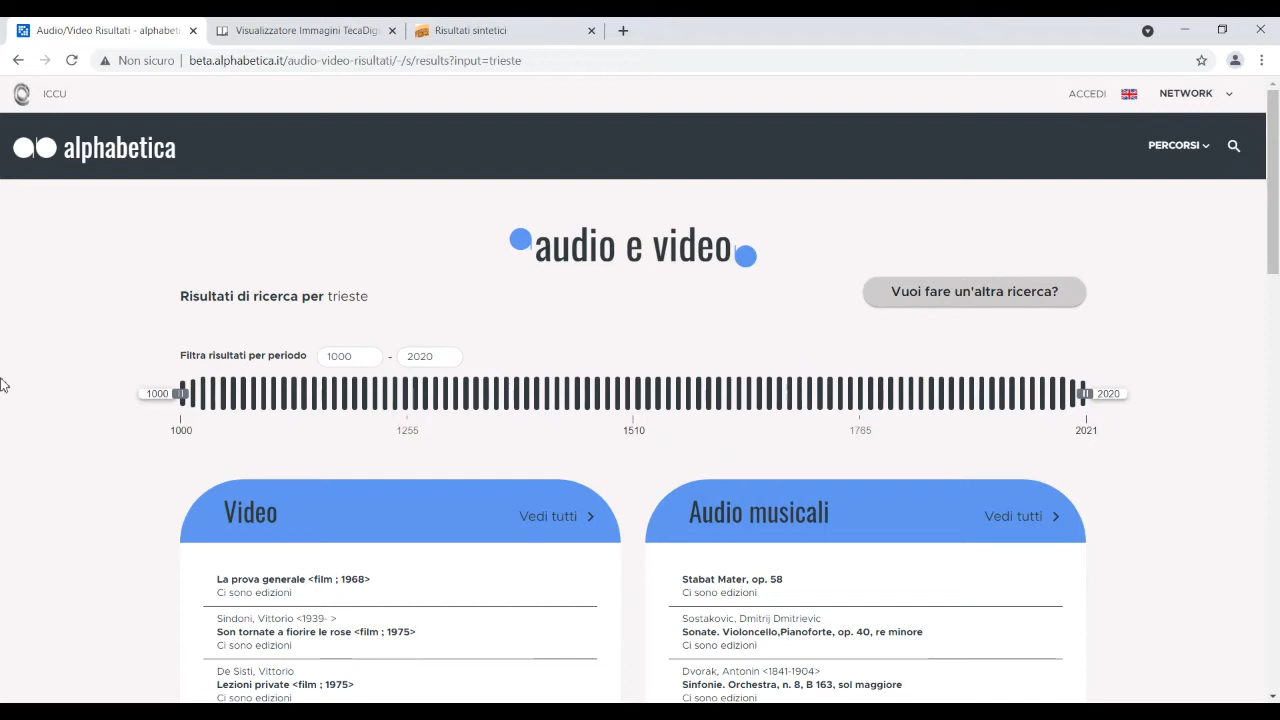 Audio/Video Risultati - alphabeti
Visualizzatore Immagini TecaDig
Risultati sintetici
Non sicuro
beta.alphabetica.it/audio-video-risultati/-/s/results?input=trieste
ICCU
ACCEDI
NETWORK
alphabetica
PERCORSI
audio e video
Risultati di ricerca per trieste
Vuoi fare un'altra ricerca?
Filtra risultati per periodo 1000 - 2020
1000
2020
1000 1255 1510 1765 2021
Video
Vedi tutti
La prova generale <film ; 1968>
Ci sono edizioni
Sindoni, Vittorio <1939- >
Son tornate a fiorire le rose <film ; 1975>
Ci sono edizioni
De Sisti, Vittorio
Lezioni private <film ; 1975>
Ci sono edizioni
Audio musicali
Vedi tutti
Stabat Mater, op. 58
Ci sono edizioni
Sostakovic, Dmitrij Dmitrievic
Sonate. Violoncello,Pianoforte, op. 40, re minore
Ci sono edizioni
Dvorak, Antonin <1841-1904>
Sinfonie. Orchestra, n. 8, B 163, sol maggiore
Ci sono edizioni